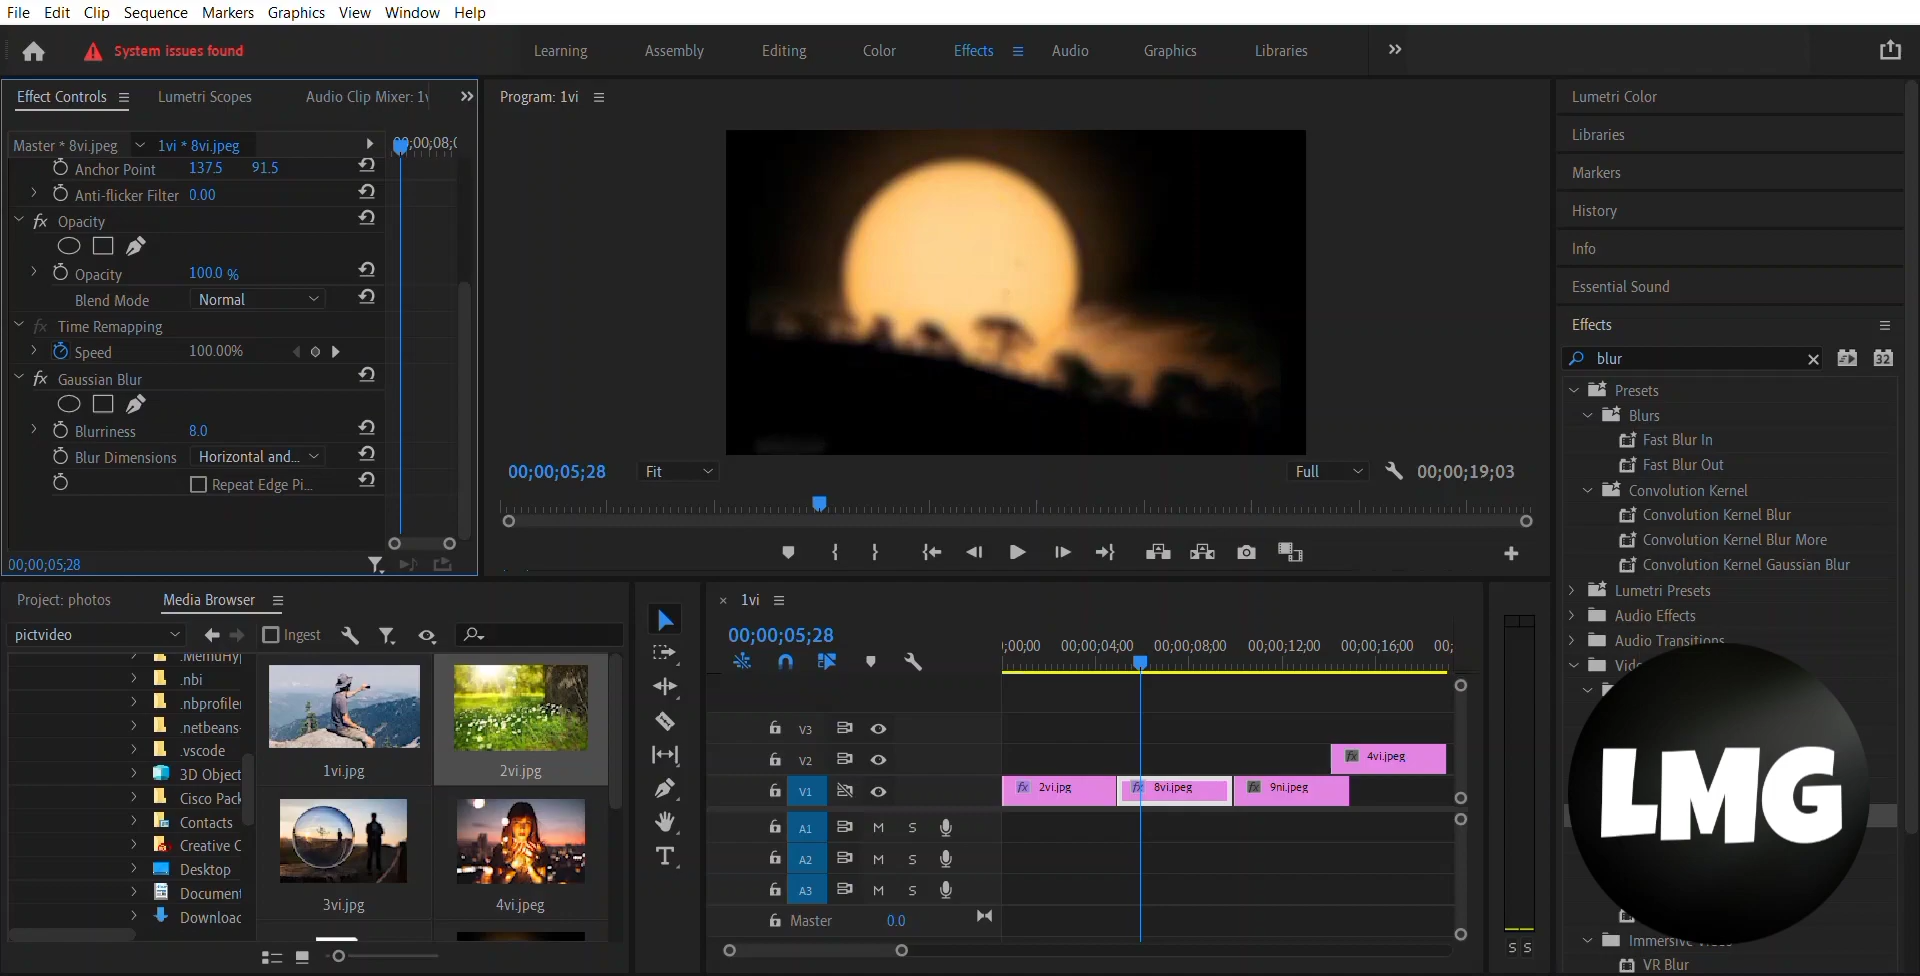 File Edit Clip Sequence Markers Graphics View Window Help
System issues found
Learning Assembly Editing Color Effects Audio Graphics Libraries
Effect Controls Lumetri Scopes Audio Clip Mixer: 1v
Master * 8vi.jpeg 1vi * 8vi.jpeg
Anchor Point 137.5 91.5
Anti-flicker Filter 0.00
fx Opacity
Opacity 100.0 %
Blend Mode Normal
fx Time Remapping
Speed 100.00%
fx Gaussian Blur
Blurriness 8.0
Blur Dimensions Horizontal and...
Repeat Edge Pi...
00;00;05;28
Program: 1vi
00;00;05;28 Fit Full 00;00;19;03
Lumetri Color
Libraries
Markers
History
Info
Essential Sound
Effects
blur
32
Presets
Blurs
Fast Blur In
Fast Blur Out
Convolution Kernel
Convolution Kernel Blur
Convolution Kernel Blur More
Convolution Kernel Gaussian Blur
Lumetri Presets
Audio Effects
Audio Transitions
LMG
VR Blur
Project: photos Media Browser
pictvideo Ingest
.nbi
.nbprofiler
.netbeans-
.vscode
3D Object
Cisco Pack
Contacts
Creative C
Desktop
Document
Downloac
1vi.jpg
2vi.jpg
3vi.jpg
4vi.jpeg
1vi
00;00;05;28
;00;00 00;00;04;00 00;00;08;00 00;00;12;00 00;00;16;00 00;
V3
V2 fx 4vi.jpeg
V1 fx 2vi.jpg fx 8vi.jpeg fx 9ni.jpeg
A1 M S
A2 M S
A3 M S
Master 0.0
S S